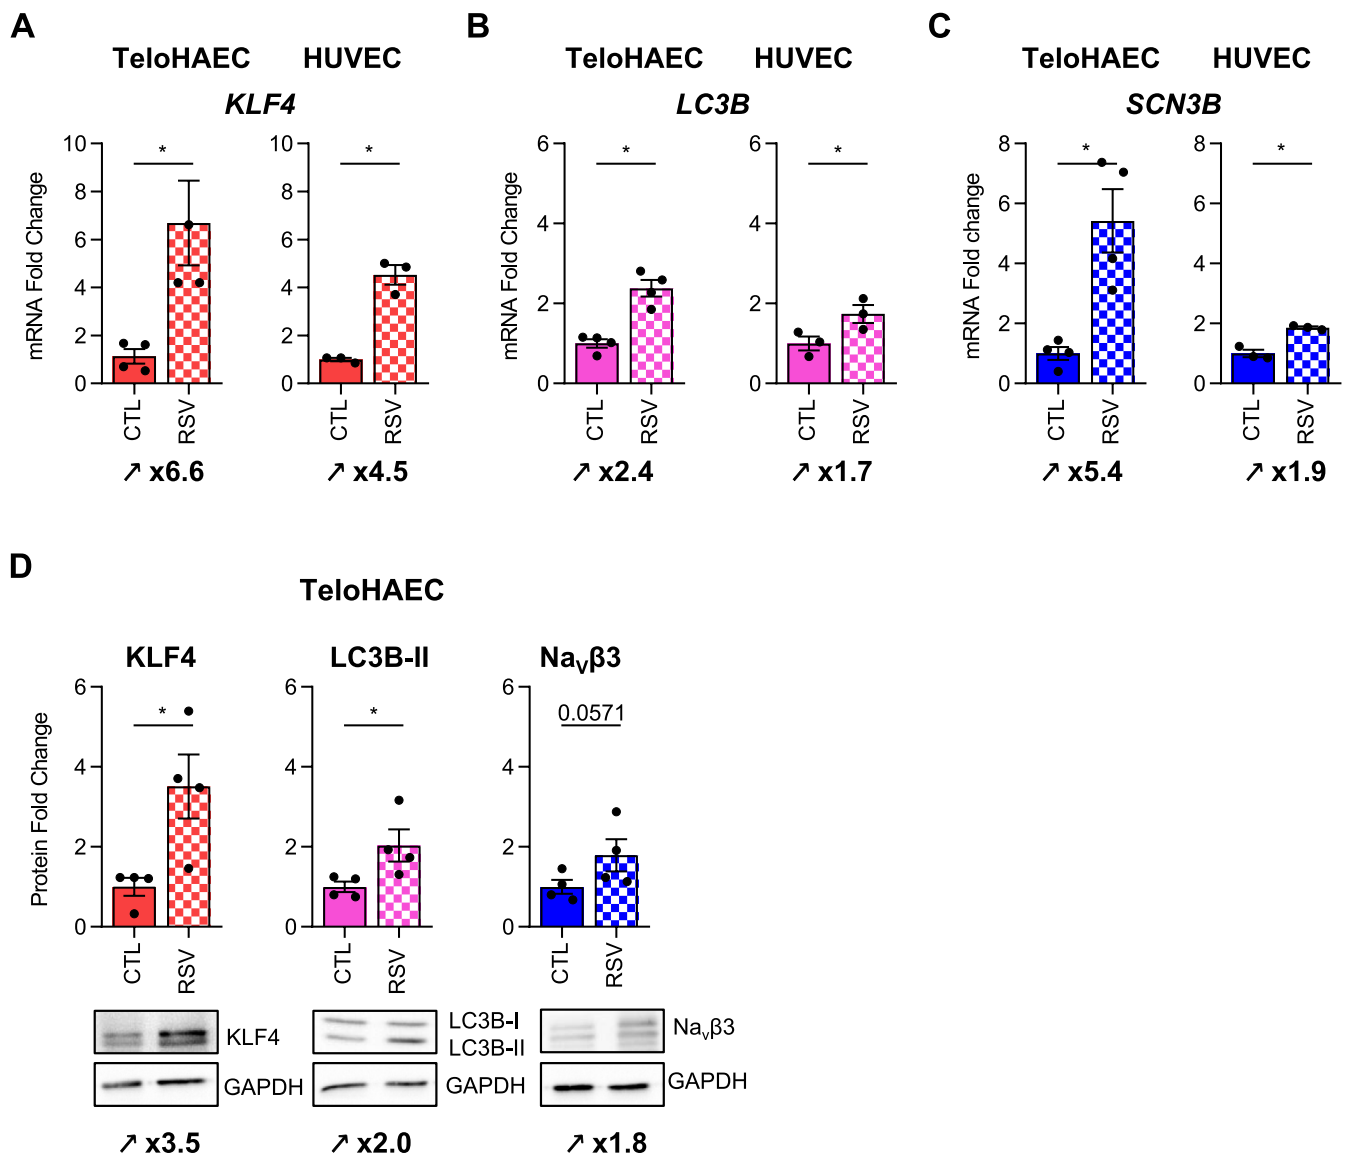 A
B
C
TeloHAEC HUVEC
TeloHAEC HUVEC
TeloHAEC HUVEC
KLF4
LC3B
SCN3B
mRNA Fold Change
10
8
6
4
2
0
*
CTL
RSV
↗ x6.6
10
8
6
4
2
0
*
CTL
RSV
↗ x4.5
mRNA Fold Change
6
4
2
0
*
CTL
RSV
↗ x2.4
6
4
2
0
*
CTL
RSV
↗ x1.7
mRNA Fold change
8
6
4
2
0
*
CTL
RSV
↗ x5.4
8
6
4
2
0
*
CTL
RSV
↗ x1.9
D
TeloHAEC
KLF4
Protein Fold Change
6
4
2
0
*
CTL
RSV
KLF4
GAPDH
↗ x3.5
LC3B-II
6
4
2
0
*
CTL
RSV
LC3B-I
LC3B-II
GAPDH
↗ x2.0
NaVβ3
6
4
2
0
0.0571
CTL
RSV
Navβ3
GAPDH
↗ x1.8